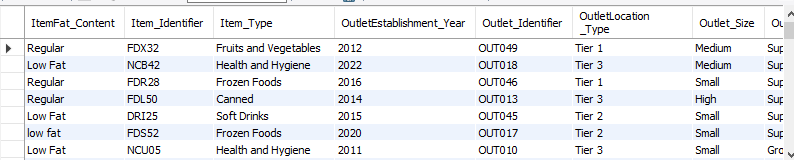 ItemFat_Content Item_Identifier Item_Type OutletEstablishment_Year Outlet_Identifier OutletLocation_Type Outlet_Size
Regular FDX32 Fruits and Vegetables 2012 OUT049 Tier 1 Medium
Low Fat NCB42 Health and Hygiene 2022 OUT018 Tier 3 Medium
Regular FDR28 Frozen Foods 2016 OUT046 Tier 1 Small
Regular FDL50 Canned 2014 OUT013 Tier 3 High
Low Fat DRI25 Soft Drinks 2015 OUT045 Tier 2 Small
low fat FDS52 Frozen Foods 2020 OUT017 Tier 2 Small
Low Fat NCU05 Health and Hygiene 2011 OUT010 Tier 3 Small